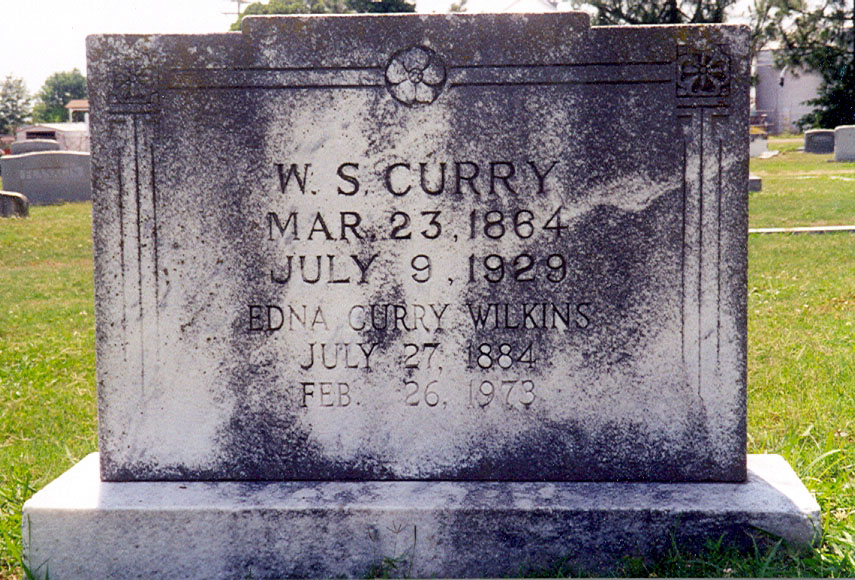 W. S. CURRY
MAR. 23, 1864
JULY 9, 1929
EDNA CURRY WILKINS
JULY 27, 1884
FEB. 26, 1973